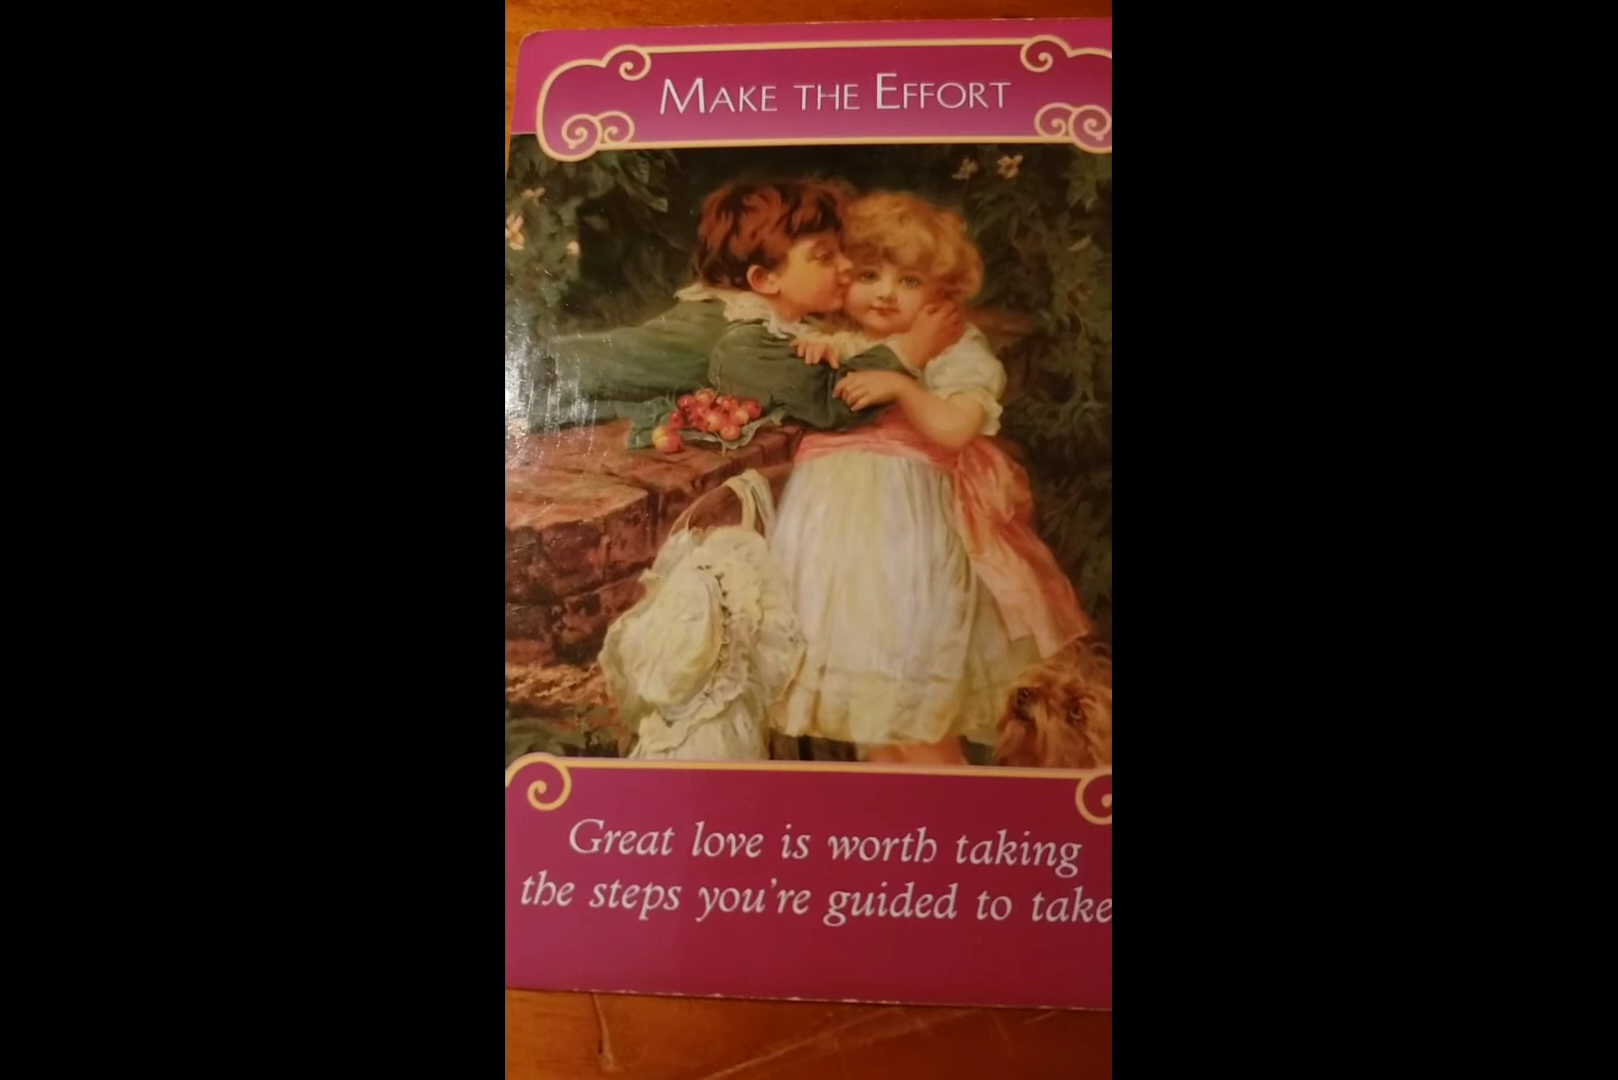 MAKE THE EFFORT
Great love is worth taking
the steps you're guided to take